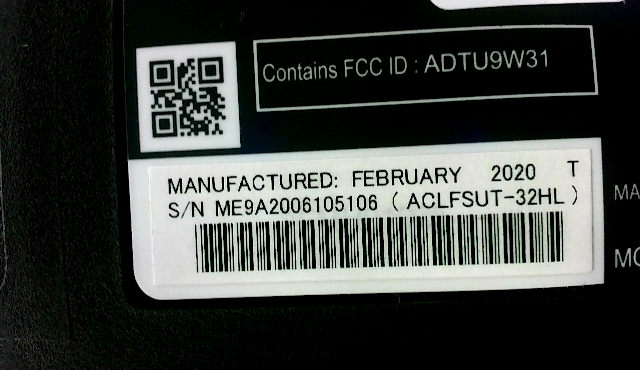 Contains FCC ID : ADTU9W31
MANUFACTURED: FEBRUARY 2020 T
S/N ME9A2006105106 ( ACLFSUT-32HL )